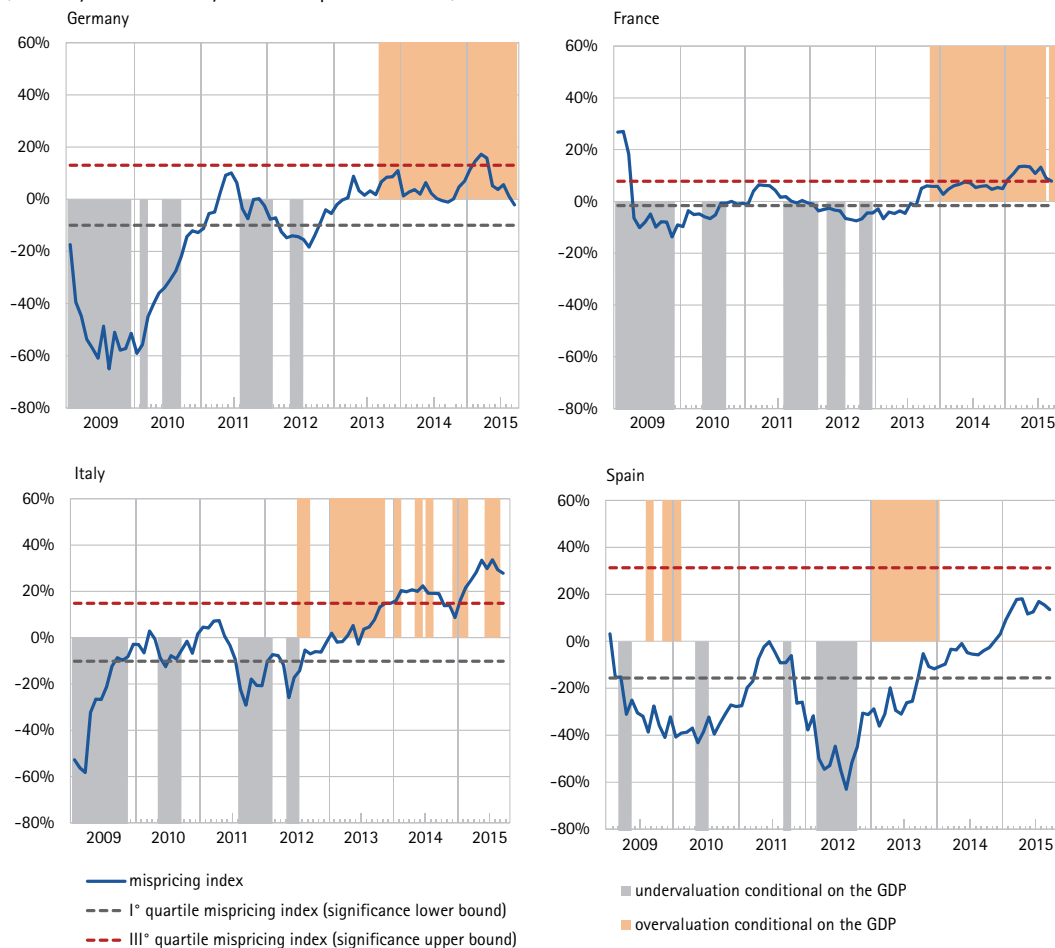 Germany
France
60%
40%
20%
0%
-20%
-40%
-60%
-80%
2009 2010 2011 2012 2013 2014 2015
60%
40%
20%
0%
-20%
-40%
-60%
-80%
2009 2010 2011 2012 2013 2014 2015
Italy
Spain
60%
40%
20%
0%
-20%
-40%
-60%
-80%
2009 2010 2011 2012 2013 2014 2015
60%
40%
20%
0%
-20%
-40%
-60%
-80%
2009 2010 2011 2012 2013 2014 2015
mispricing index
I° quartile mispricing index (significance lower bound)
III° quartile mispricing index (significance upper bound)
undervaluation conditional on the GDP
overvaluation conditional on the GDP